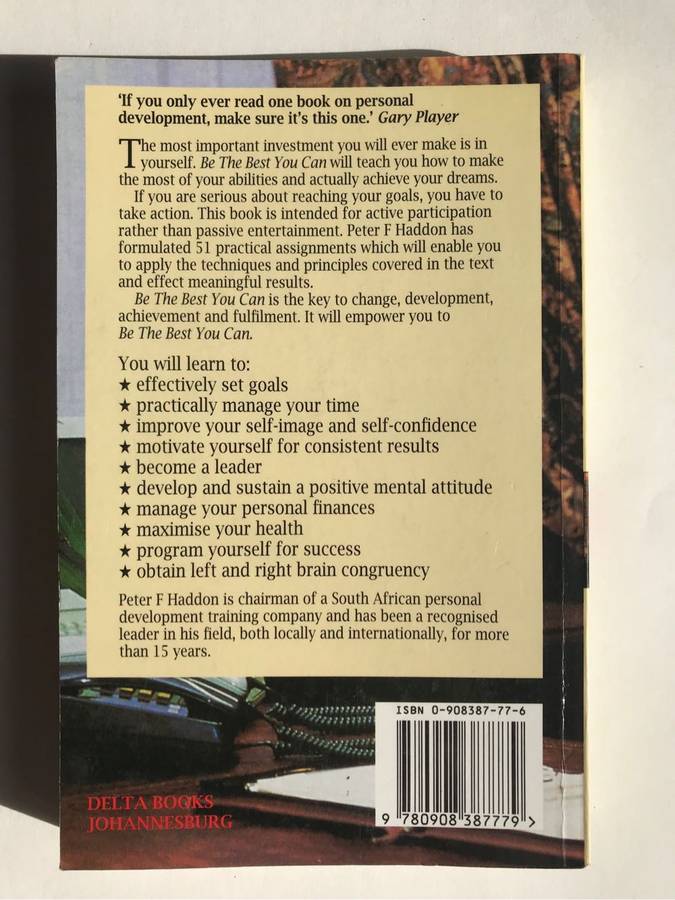 'If you only ever read one book on personal
development, make sure it's this one.' Gary Player
The most important investment you will ever make is in
yourself. Be The Best You Can will teach you how to make
the most of your abilities and actually achieve your dreams.
If you are serious about reaching your goals, you have to
take action. This book is intended for active participation
rather than passive entertainment. Peter F Haddon has
formulated 51 practical assignments which will enable you
to apply the techniques and principles covered in the text
and effect meaningful results.
Be The Best You Can is the key to change, development,
achievement and fulfilment. It will empower you to
Be The Best You Can.
You will learn to:
★ effectively set goals
★ practically manage your time
★ improve your self-image and self-confidence
★ motivate yourself for consistent results
★ become a leader
★ develop and sustain a positive mental attitude
★ manage your personal finances
★ maximise your health
★ program yourself for success
★ obtain left and right brain congruency
Peter F Haddon is chairman of a South African personal
development training company and has been a recognised
leader in his field, both locally and internationally, for more
than 15 years.
ISBN 0-908387-77-6
9 780908 387779 >
DELTA BOOKS
JOHANNESBURG